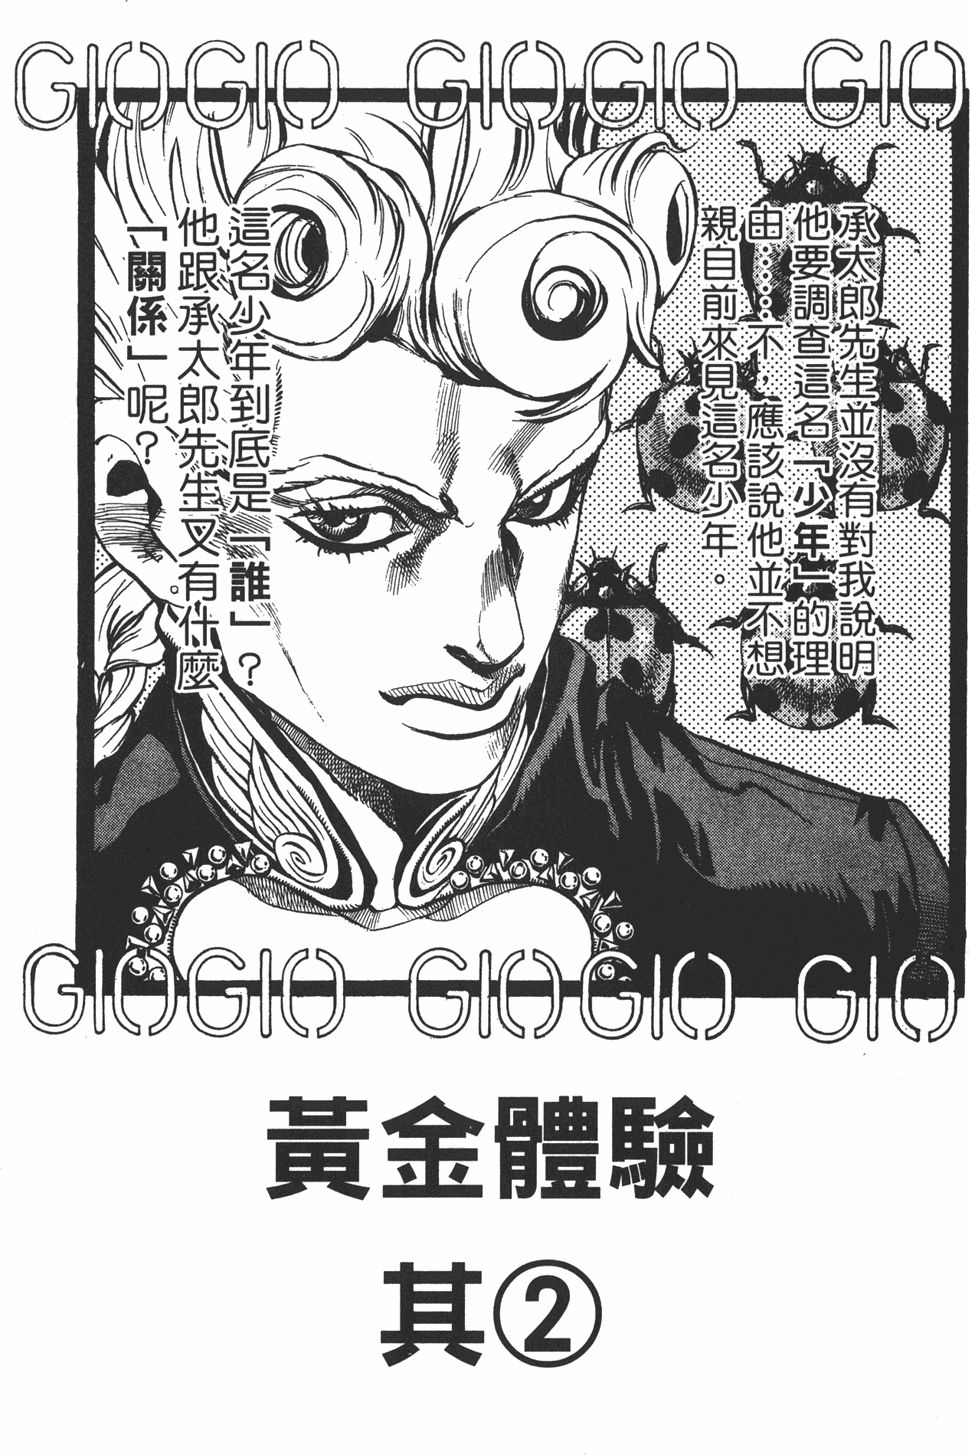 GIOGIO GIOGIO GIO
承太郎先生並沒有對我說明
他要調查這名「少年」的理
由⋯⋯不，應該說他並不想
親自前來見這名少年。
這名少年到底是「誰」？
他跟承太郎先生又有什麼
「關係」呢？
GIOGIO GIOGIO GIO
黃金體驗
其②